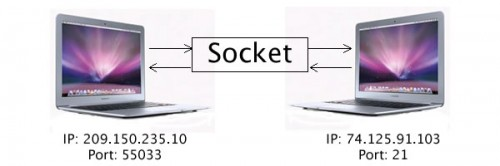 Socket
IP: 209.150.235.10
Port: 55033
IP: 74.125.91.103
Port: 21